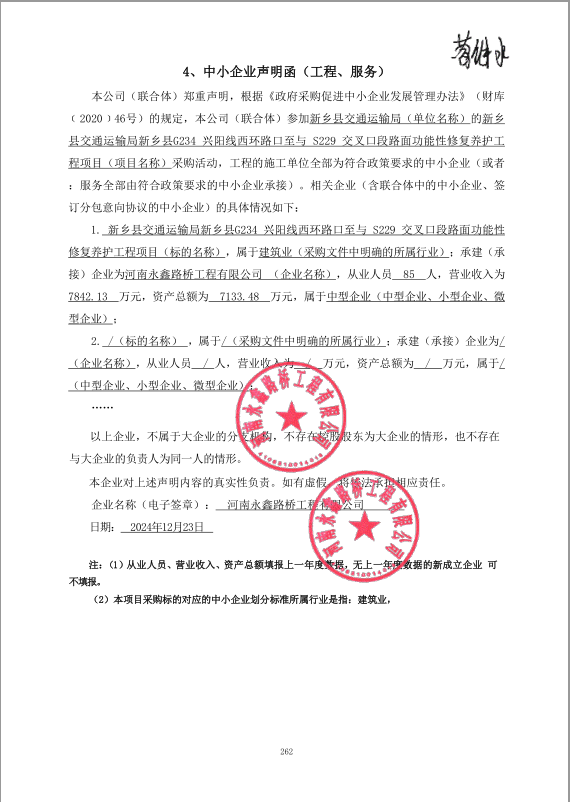 4、中小企业声明函（工程、服务）
本公司（联合体）郑重声明，根据《政府采购促进中小企业发展管理办法》（财库
﹝2020﹞46号）的规定，本公司（联合体）参加新乡县交通运输局（单位名称）的新乡
县交通运输局新乡县G234 兴阳线西环路口至与 S229 交叉口段路面功能性修复养护工
程项目（项目名称）采购活动，工程的施工单位全部为符合政策要求的中小企业（或者
：服务全部由符合政策要求的中小企业承接）。相关企业（含联合体中的中小企业、签
订分包意向协议的中小企业）的具体情况如下：
1. 新乡县交通运输局新乡县G234 兴阳线西环路口至与 S229 交叉口段路面功能性
修复养护工程项目（标的名称），属于建筑业（采购文件中明确的所属行业）；承建（承
接）企业为河南永鑫路桥工程有限公司 （企业名称），从业人员 85 人，营业收入为
7842.13 万元，资产总额为 7133.48 万元，属于中型企业（中型企业、小型企业、微
型企业）；
2. /（标的名称） ，属于/（采购文件中明确的所属行业）；承建（承接）企业为/
（企业名称），从业人员 / 人，营业收入为 / 万元，资产总额为 / 万元，属于/
（中型企业、小型企业、微型企业）；
……
以上企业，不属于大企业的分支机构，不存在控股股东为大企业的情形，也不存在
与大企业的负责人为同一人的情形。
本企业对上述声明内容的真实性负责。如有虚假，将依法承担相应责任。
企业名称（电子签章）： 河南永鑫路桥工程有限公司
日期： 2024年12月23日
注：（1）从业人员、营业收入、资产总额填报上一年度数据，无上一年度数据的新成立企业 可
不填报。
（2）本项目采购标的对应的中小企业划分标准所属行业是指：建筑业，
河南永鑫路桥工程有限公司
河南永鑫路桥工程有限公司
262